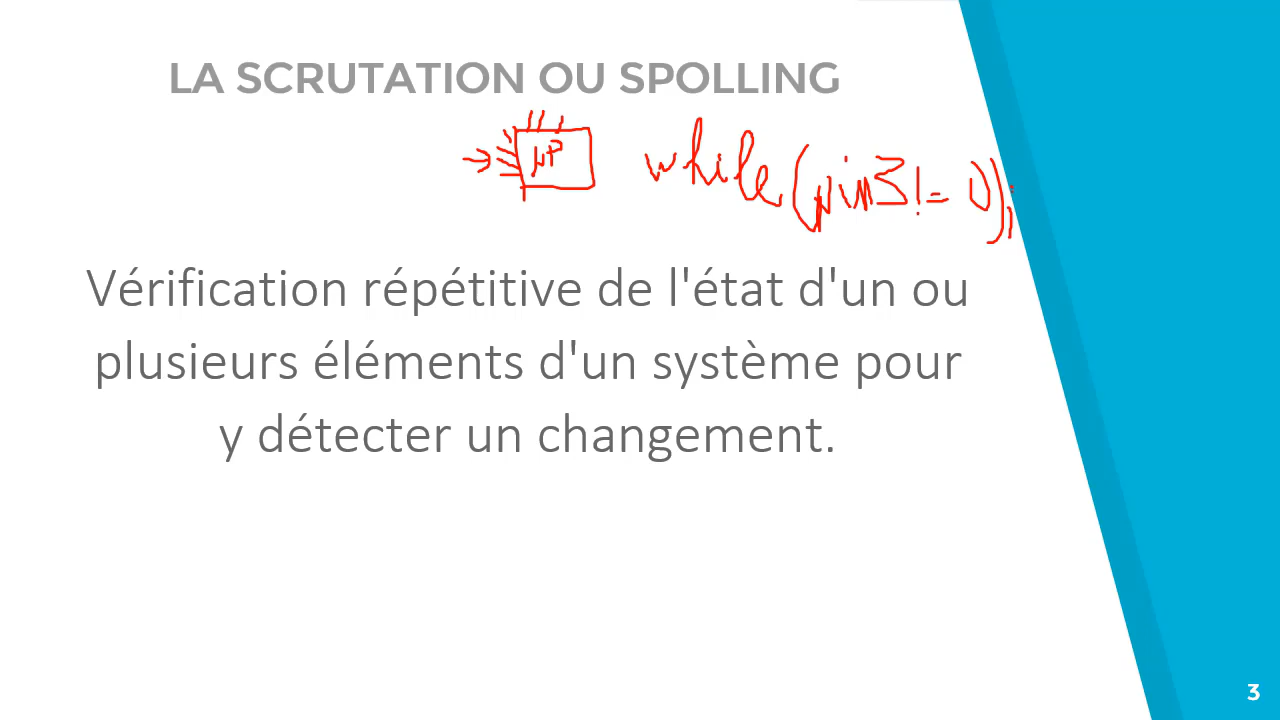 LA SCRUTATION OU SPOLLING
µP while(pin3!=0);
Vérification répétitive de l'état d'un ou
plusieurs éléments d'un système pour
y détecter un changement.
3